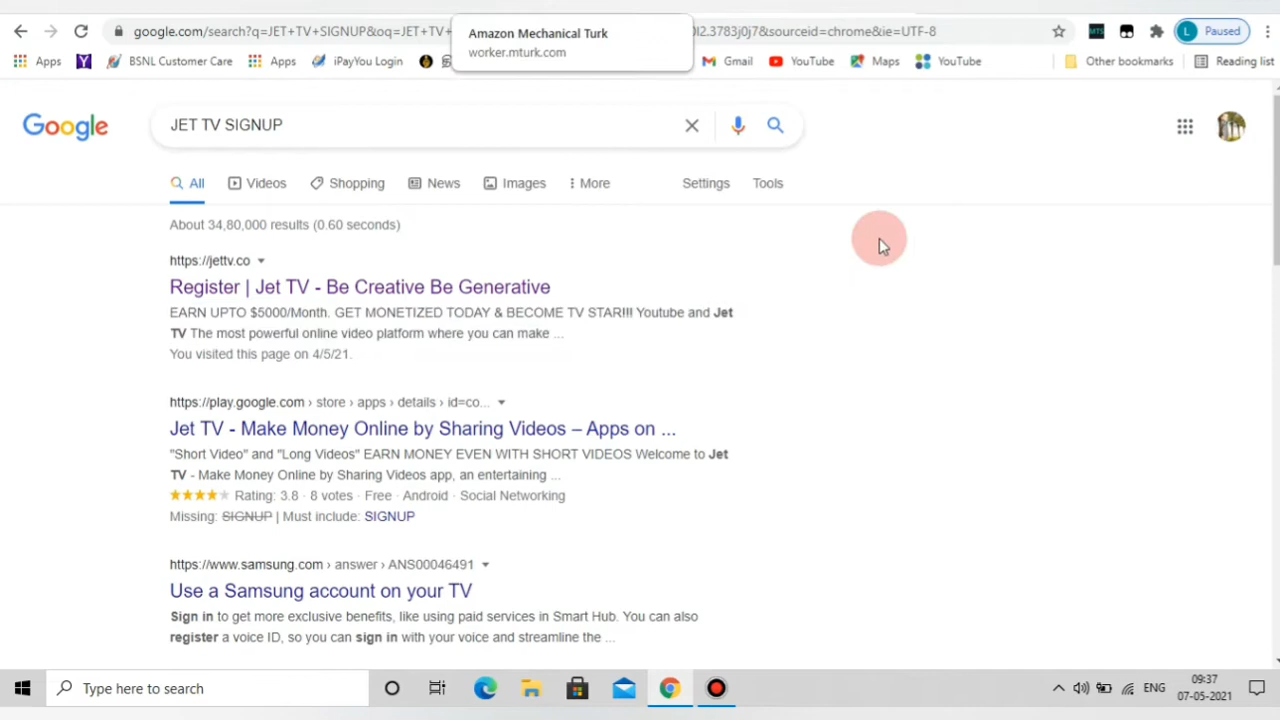 google.com/search?q=JET+TV+SIGNUP&oq=JET+TV+
Amazon Mechanical Turk
worker.mturk.com
0l2.3783j0j7&sourceid=chrome&ie=UTF-8
MTS
L Paused
Apps
BSNL Customer Care
Apps
iPayYou Login
Gmail
YouTube
Maps
YouTube
Other bookmarks
Reading list
Google
JET TV SIGNUP
All
Videos
Shopping
News
Images
More
Settings
Tools
About 34,80,000 results (0.60 seconds)
https://jettv.co
Register | Jet TV - Be Creative Be Generative
EARN UPTO $5000/Month. GET MONETIZED TODAY & BECOME TV STAR!!! Youtube and Jet
TV The most powerful online video platform where you can make ...
You visited this page on 4/5/21.
https://play.google.com › store › apps › details › id=co...
Jet TV - Make Money Online by Sharing Videos – Apps on ...
"Short Video" and "Long Videos" EARN MONEY EVEN WITH SHORT VIDEOS Welcome to Jet
TV - Make Money Online by Sharing Videos app, an entertaining ...
Rating: 3.8 · 8 votes · Free · Android · Social Networking
Missing: SIGNUP | Must include: SIGNUP
https://www.samsung.com › answer › ANS00046491
Use a Samsung account on your TV
Sign in to get more exclusive benefits, like using paid services in Smart Hub. You can also
register a voice ID, so you can sign in with your voice and streamline the ...
Type here to search
ENG
09:37
07-05-2021